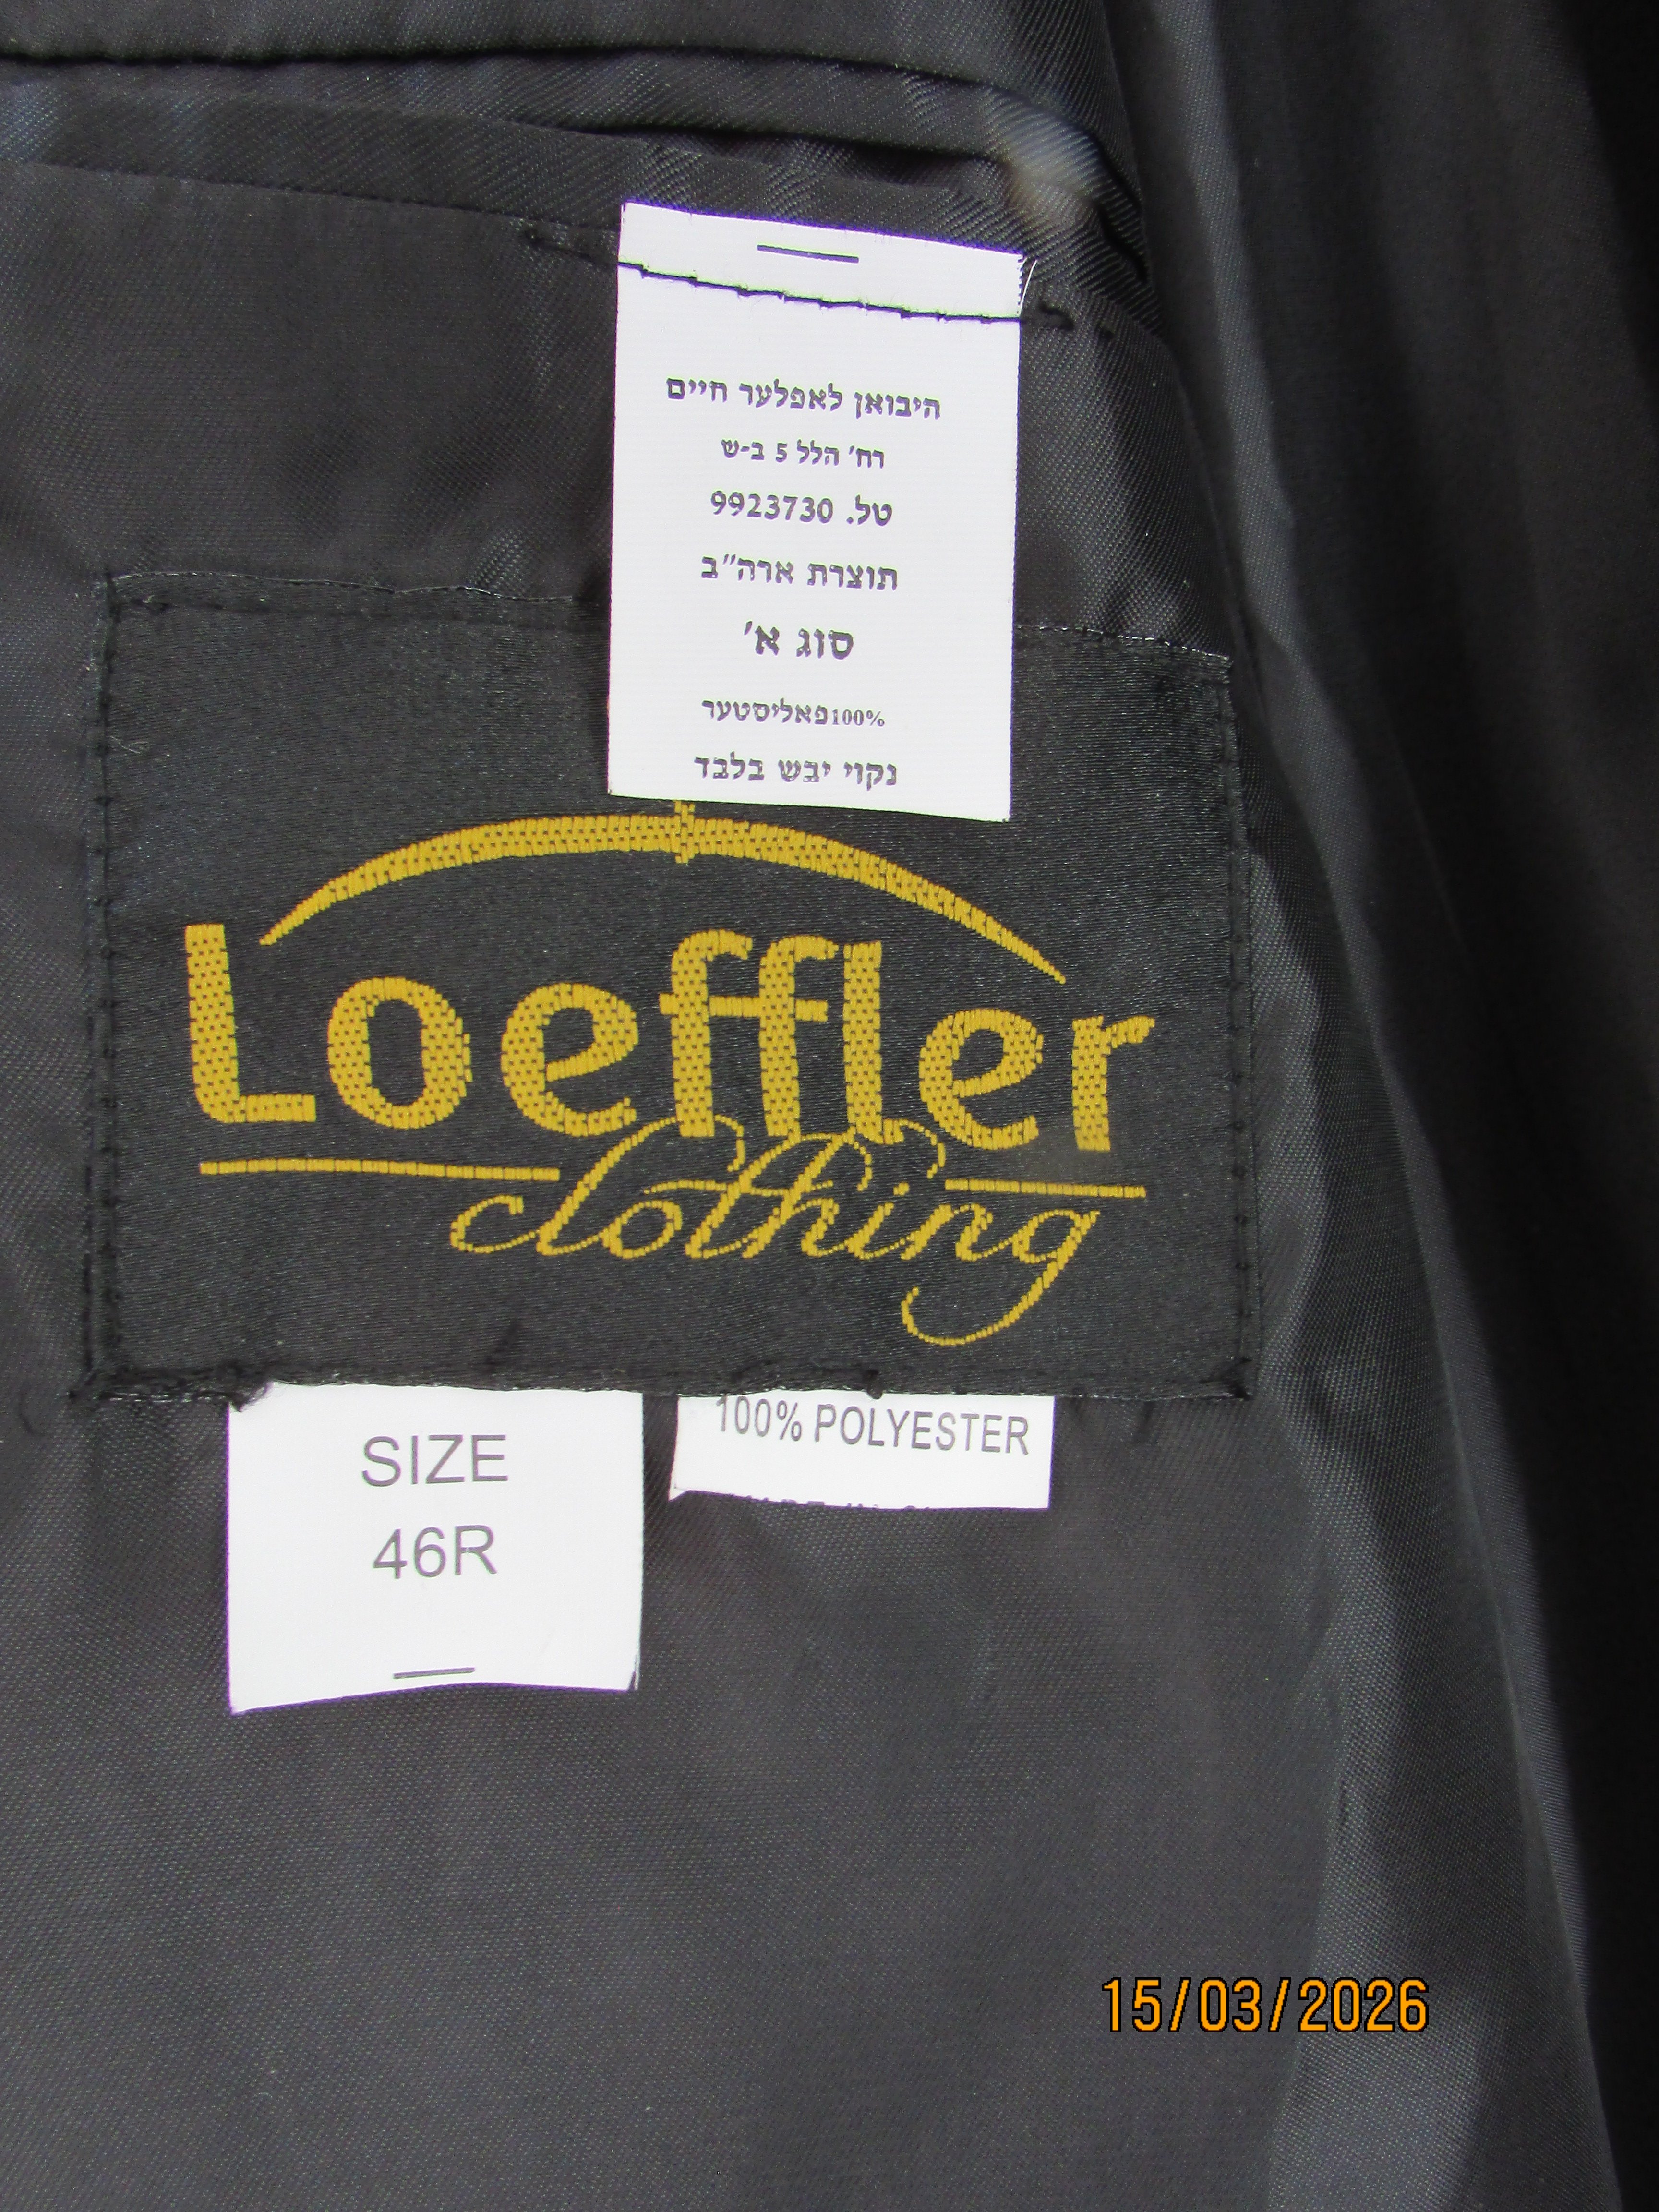 היבואן לאפלער חיים
רח' הלל 5 ב-ש
טל. 9923730
תוצרת ארה"ב
סוג א'
100%פאליסטער
נקוי יבש בלבד
Loeffler
clothing
SIZE
46R
100% POLYESTER
15/03/2026